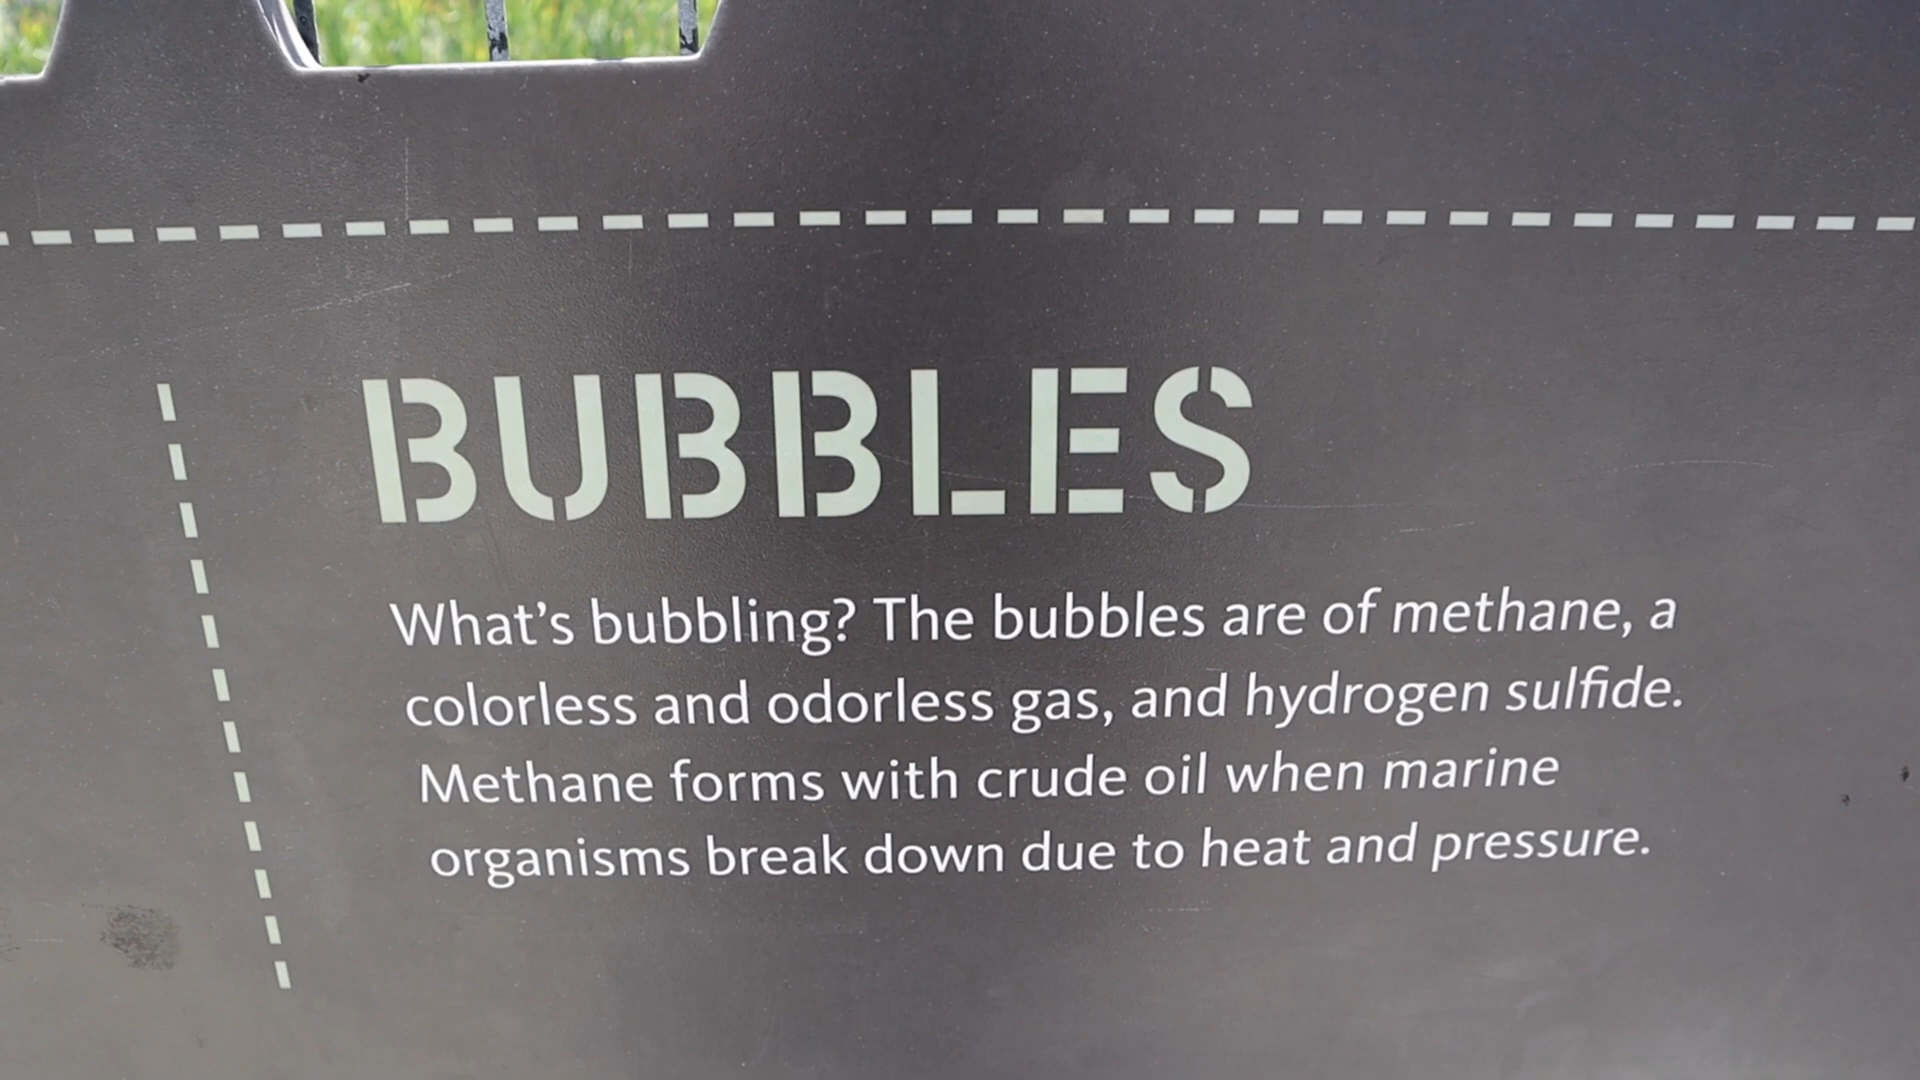 BUBBLES
What’s bubbling? The bubbles are of methane, a
colorless and odorless gas, and hydrogen sulfide.
Methane forms with crude oil when marine
organisms break down due to heat and pressure.